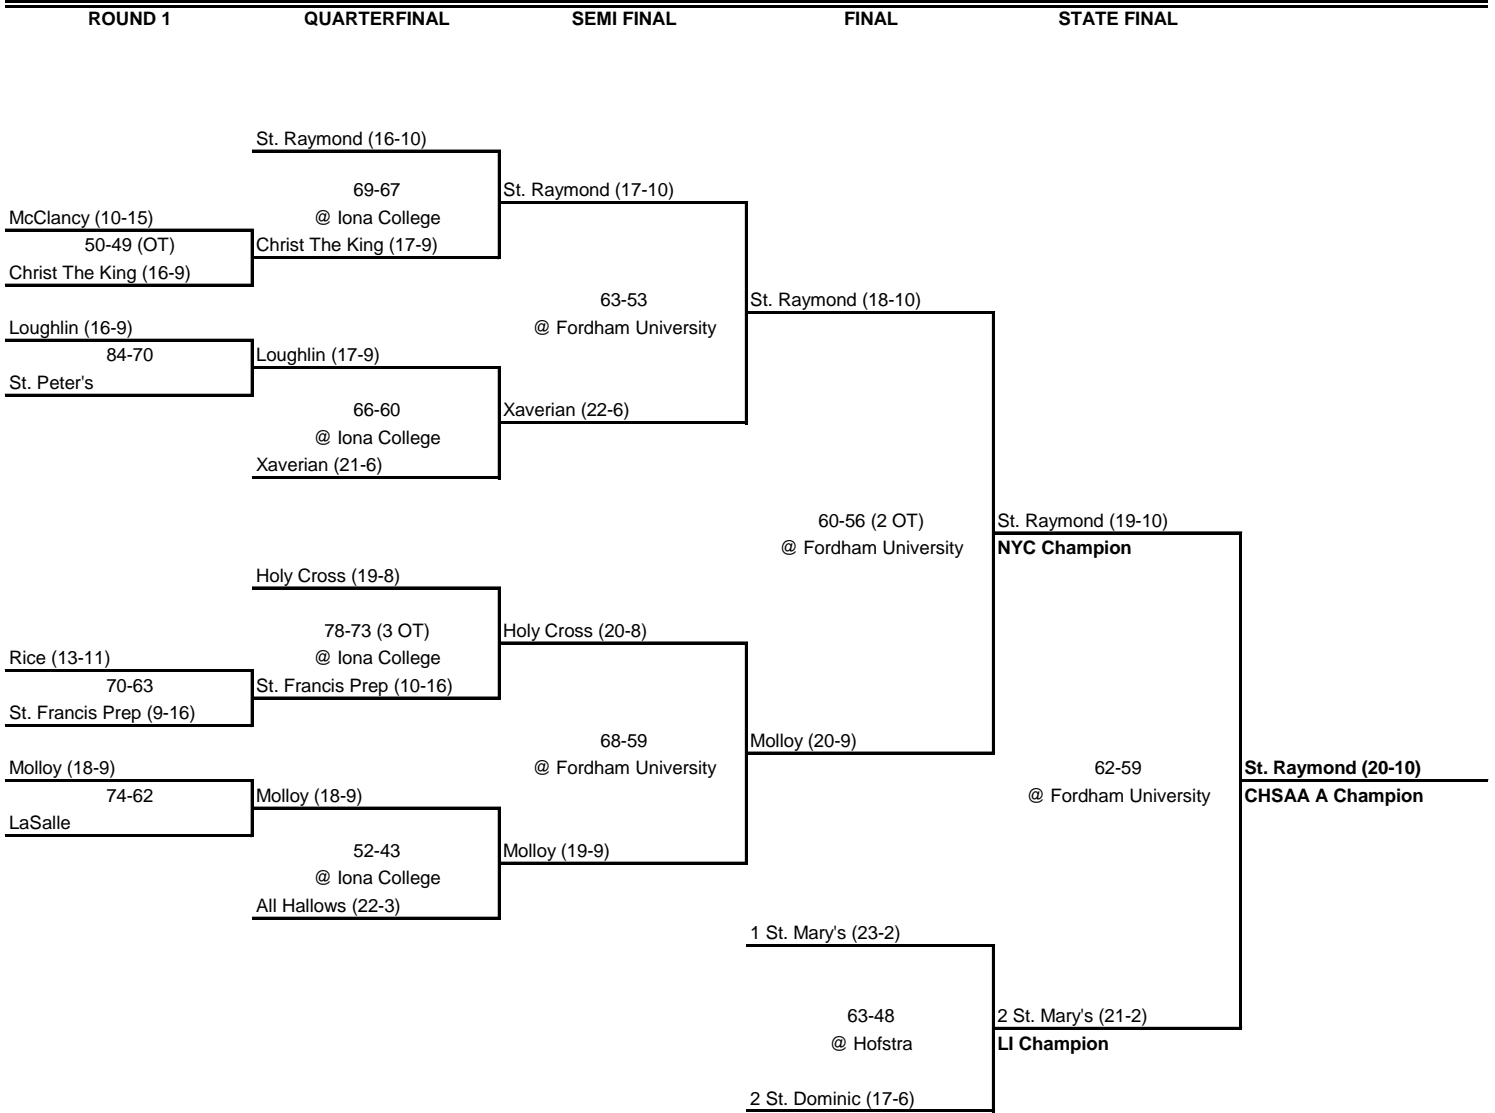 ROUND 1 QUARTERFINAL SEMI FINAL FINAL STATE FINAL
St. Raymond (16-10)
69-67 St. Raymond (17-10)
McClancy (10-15) @ Iona College
50-49 (OT) Christ The King (17-9)
Christ The King (16-9)
63-53 St. Raymond (18-10)
Loughlin (16-9) @ Fordham University
84-70 Loughlin (17-9)
St. Peter's
66-60 Xaverian (22-6)
@ Iona College
Xaverian (21-6)
60-56 (2 OT) St. Raymond (19-10)
@ Fordham University NYC Champion
Holy Cross (19-8)
78-73 (3 OT) Holy Cross (20-8)
Rice (13-11) @ Iona College
70-63 St. Francis Prep (10-16)
St. Francis Prep (9-16)
68-59 Molloy (20-9)
Molloy (18-9) @ Fordham University 62-59 St. Raymond (20-10)
74-62 Molloy (18-9) @ Fordham University CHSAA A Champion
LaSalle
52-43 Molloy (19-9)
@ Iona College
All Hallows (22-3)
1 St. Mary's (23-2)
63-48 2 St. Mary's (21-2)
@ Hofstra LI Champion
2 St. Dominic (17-6)